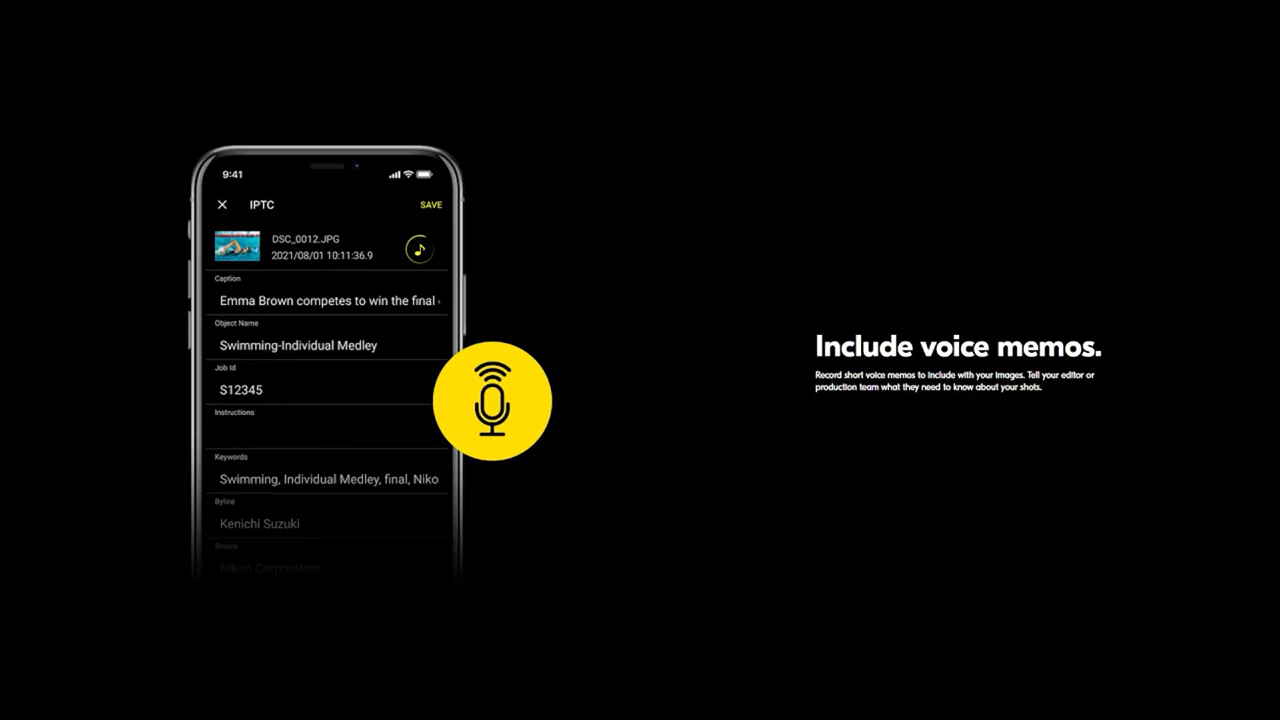 9:41
IPTC
SAVE
DSC_0012.JPG
2021/08/01 10:11:36.9
Caption
Emma Brown competes to win the final
Object Name
Swimming-Individual Medley
Job Id
S12345
Instructions
Keywords
Swimming, Individual Medley, final, Niko
Byline
Kenichi Suzuki
Source
Nikon Corporation
Include voice memos.
Record short voice memos to include with your images. Tell your editor or
production team what they need to know about your shots.